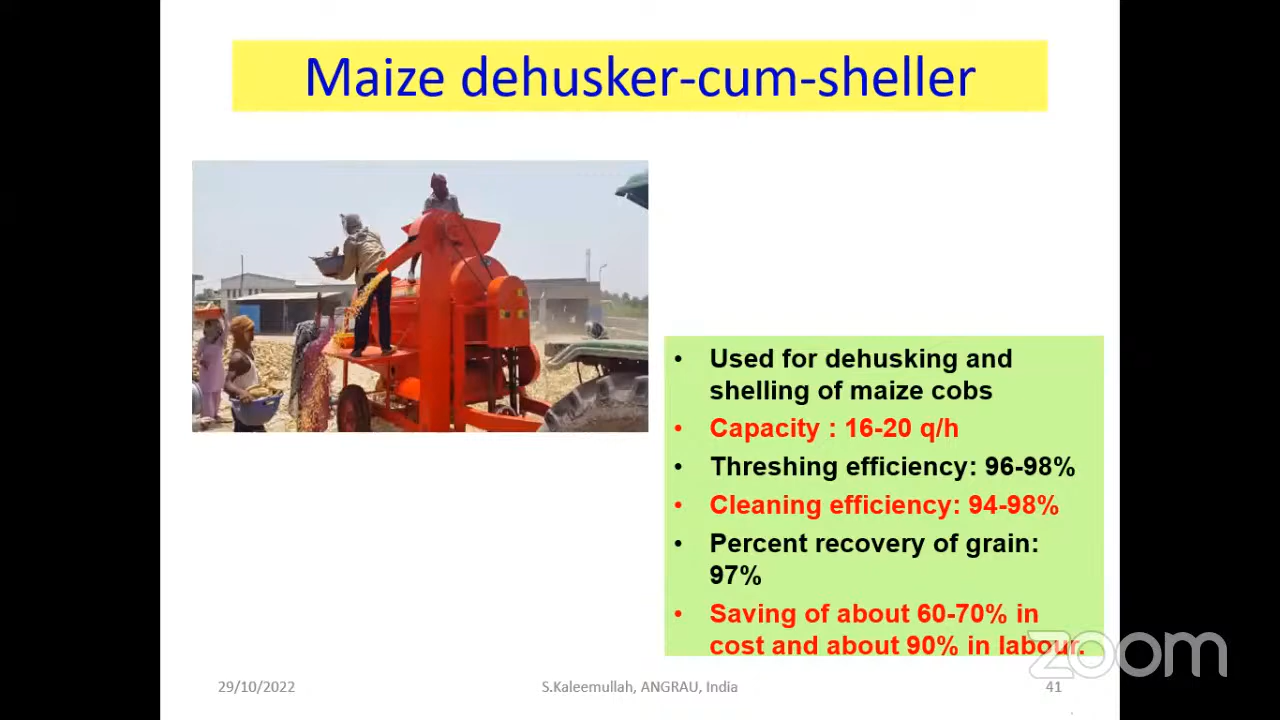 Maize dehusker-cum-sheller
• Used for dehusking and
shelling of maize cobs
• Capacity : 16-20 q/h
• Threshing efficiency: 96-98%
• Cleaning efficiency: 94-98%
• Percent recovery of grain:
97%
• Saving of about 60-70% in
cost and about 90% in labour.
zoom
29/10/2022
S.Kaleemullah, ANGRAU, India
41